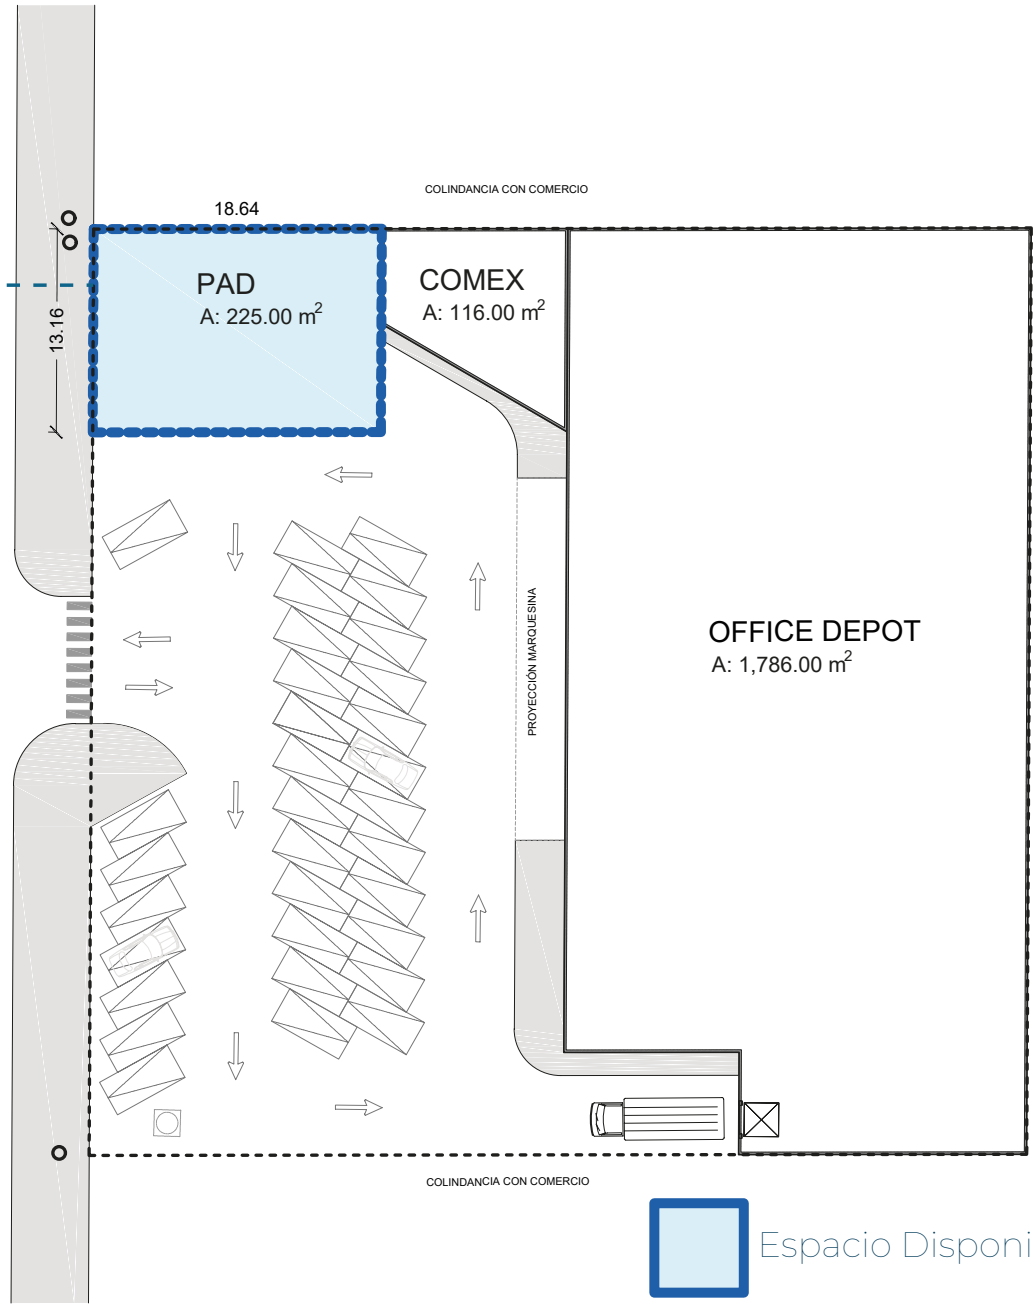 COLINDANCIA CON COMERCIO
18.64
13.16
PAD
A: 225.00 m²
COMEX
A: 116.00 m²
PROYECCIÓN MARQUESINA
OFFICE DEPOT
A: 1,786.00 m²
COLINDANCIA CON COMERCIO
Espacio Disponi